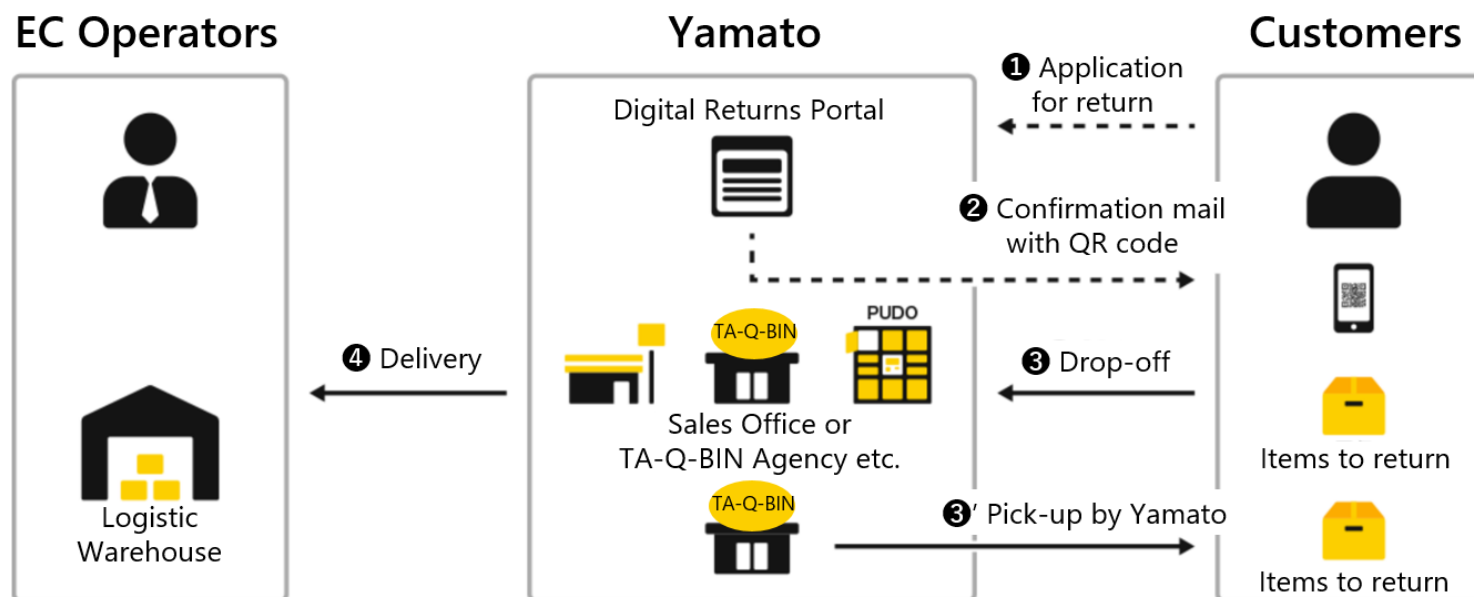 EC Operators
Yamato
Customers
❶ Application
for return
Digital Returns Portal
❷ Confirmation mail
with QR code
TA-Q-BIN
PUDO
❹ Delivery
❸ Drop-off
Sales Office or
TA-Q-BIN Agency etc.
Items to return
TA-Q-BIN
❸’ Pick-up by Yamato
Logistic
Warehouse
Items to return